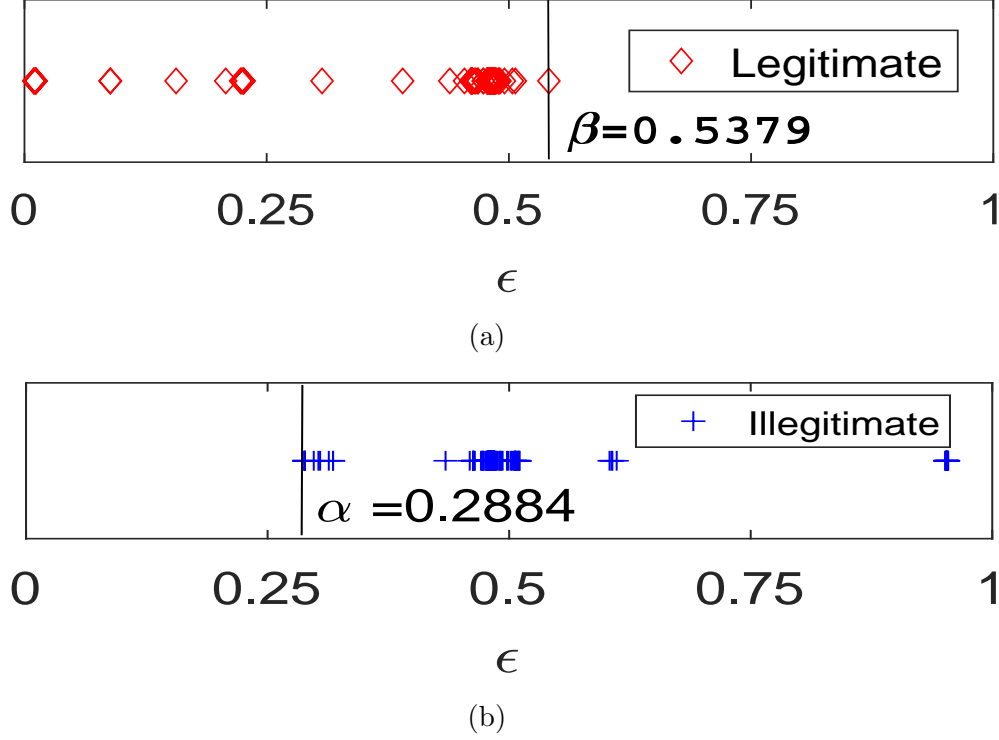 Legitimate
β=0.5379
0 0.25 0.5 0.75 1
ϵ
(a)
Illegitimate
α =0.2884
0 0.25 0.5 0.75 1
ϵ
(b)